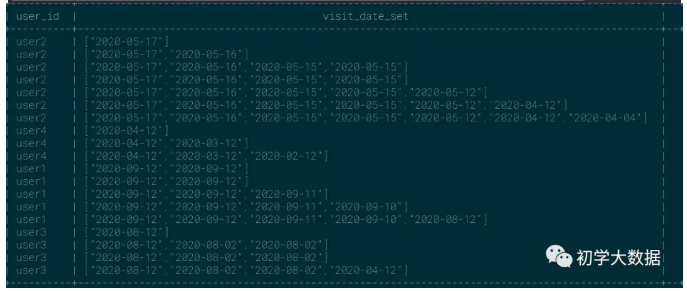 user_id | visit_date_set
user2 | ["2020-05-17"]
user2 | ["2020-05-17","2020-05-16"]
user2 | ["2020-05-17","2020-05-16","2020-05-15","2020-05-15"]
user2 | ["2020-05-17","2020-05-16","2020-05-15","2020-05-15"]
user2 | ["2020-05-17","2020-05-16","2020-05-15","2020-05-15","2020-05-12"]
user2 | ["2020-05-17","2020-05-16","2020-05-15","2020-05-15","2020-05-12","2020-04-12"]
user2 | ["2020-05-17","2020-05-16","2020-05-15","2020-05-15","2020-05-12","2020-04-12","2020-04-04"]
user4 | ["2020-04-12"]
user4 | ["2020-04-12","2020-03-12"]
user4 | ["2020-04-12","2020-03-12","2020-02-12"]
user1 | ["2020-09-12","2020-09-12"]
user1 | ["2020-09-12","2020-09-12"]
user1 | ["2020-09-12","2020-09-12","2020-09-11"]
user1 | ["2020-09-12","2020-09-12","2020-09-11","2020-09-10"]
user1 | ["2020-09-12","2020-09-12","2020-09-11","2020-09-10","2020-08-12"]
user3 | ["2020-08-12"]
user3 | ["2020-08-12","2020-08-02","2020-08-02"]
user3 | ["2020-08-12","2020-08-02","2020-08-02"]
user3 | ["2020-08-12","2020-08-02","2020-08-02","2020-04-12"]
初学大数据